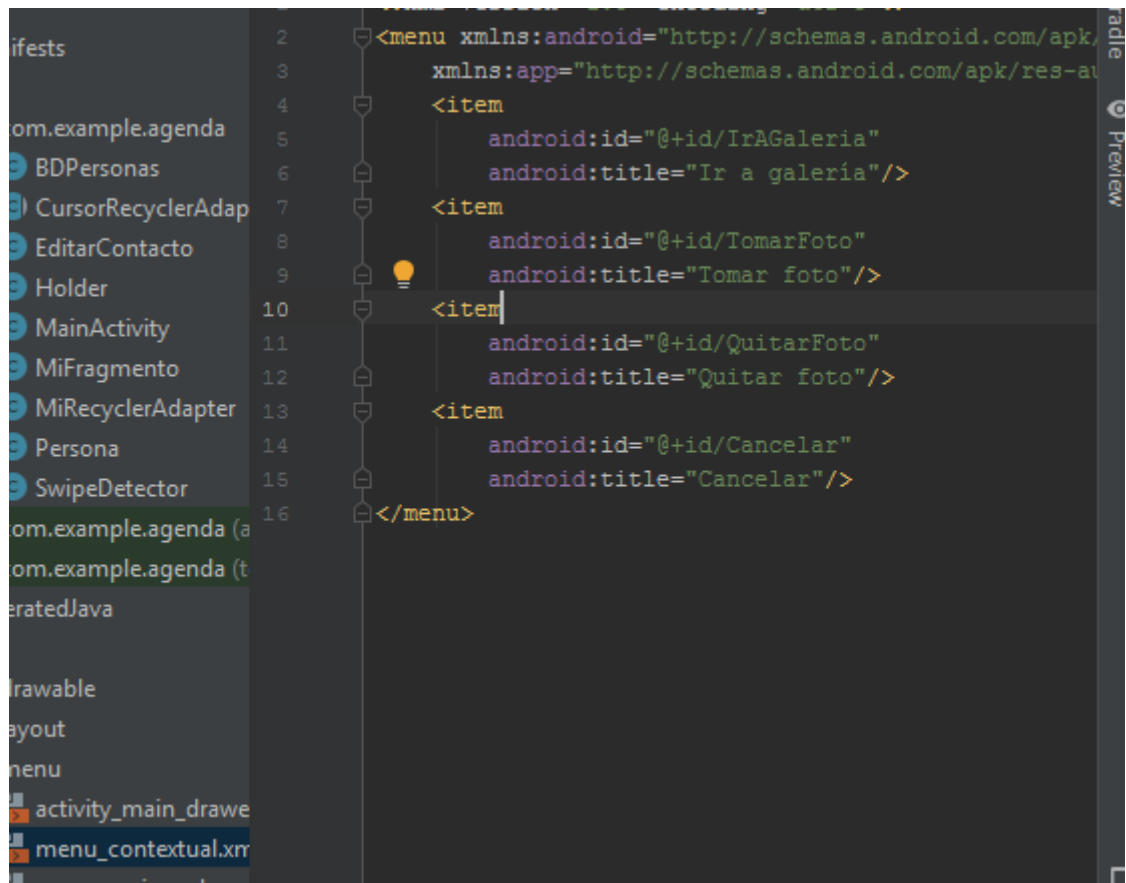 ifests
om.example.agenda
BDPersonas
CursorRecyclerAdap
EditarContacto
Holder
MainActivity
MiFragmento
MiRecyclerAdapter
Persona
SwipeDetector
om.example.agenda (a
om.example.agenda (t
eratedJava
rawable
ayout
menu
activity_main_drawe
menu_contextual.xm
2 <menu xmlns:android="http://schemas.android.com/apk/
3 xmlns:app="http://schemas.android.com/apk/res-au
4 <item
5 android:id="@+id/IrAGaleria"
6 android:title="Ir a galería"/>
7 <item
8 android:id="@+id/TomarFoto"
9 android:title="Tomar foto"/>
10 <item
11 android:id="@+id/QuitarFoto"
12 android:title="Quitar foto"/>
13 <item
14 android:id="@+id/Cancelar"
15 android:title="Cancelar"/>
16 </menu>
radle
Preview